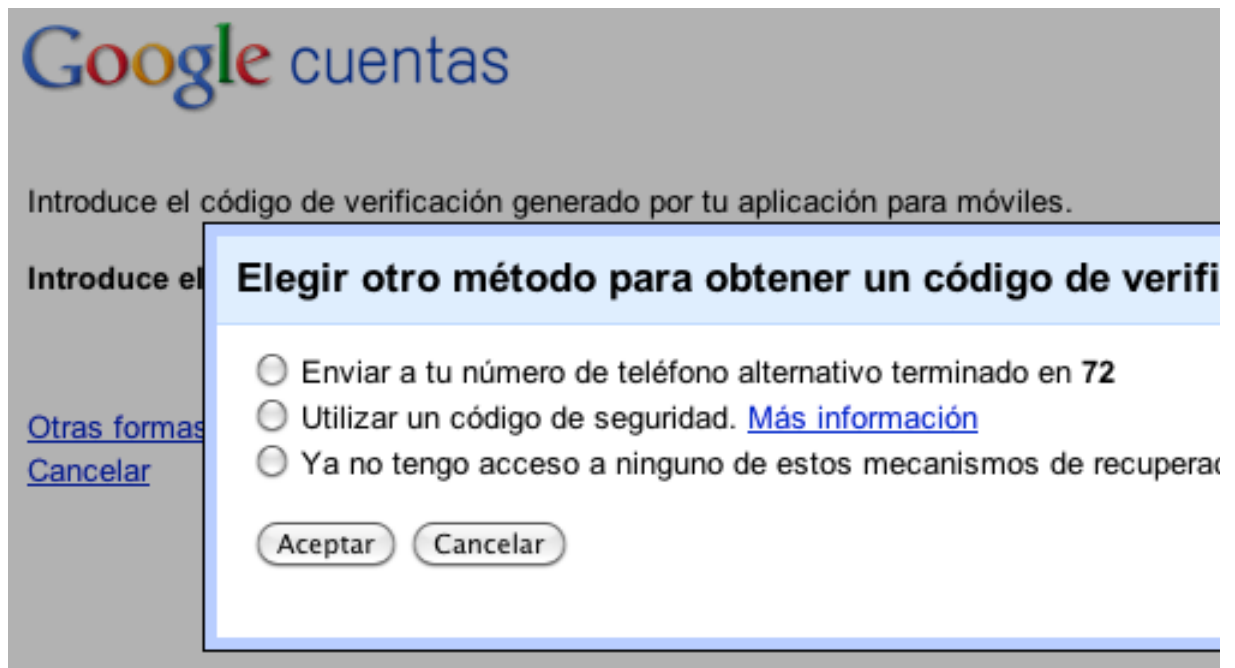 Google cuentas
Introduce el código de verificación generado por tu aplicación para móviles.
Introduce el
Elegir otro método para obtener un código de verifi
Enviar a tu número de teléfono alternativo terminado en 72
Utilizar un código de seguridad. Más información
Ya no tengo acceso a ninguno de estos mecanismos de recuperac
Otras formas
Cancelar
Aceptar Cancelar